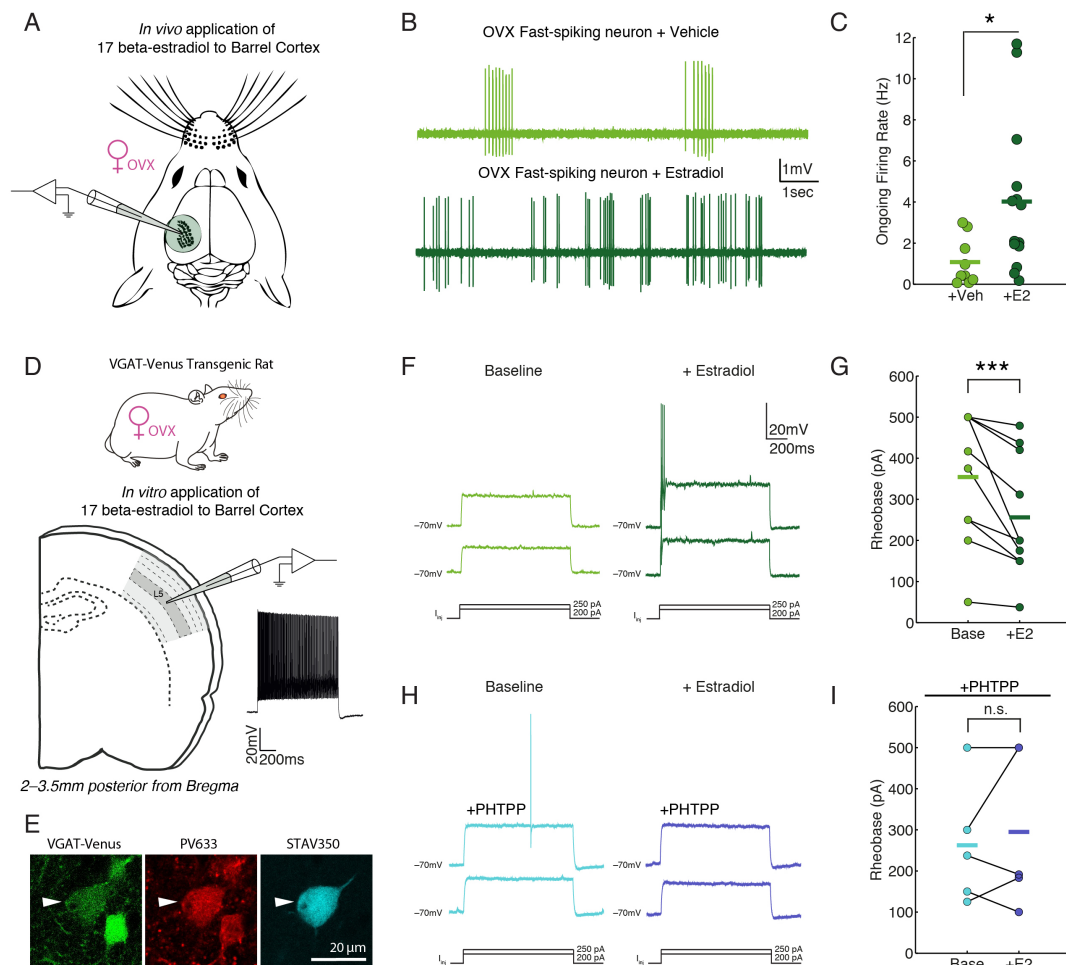 A
In vivo application of
17 beta-estradiol to Barrel Cortex
OVX
B
OVX Fast-spiking neuron + Vehicle
OVX Fast-spiking neuron + Estradiol
1mV
1sec
C
*
Ongoing Firing Rate (Hz)
12
10
8
6
4
2
0
+Veh
+E2
D
VGAT-Venus Transgenic Rat
OVX
In vitro application of
17 beta-estradiol to Barrel Cortex
L5
20mV
200ms
2–3.5mm posterior from Bregma
E
VGAT-Venus
PV633
STAV350
20 µm
F
Baseline
+ Estradiol
20mV
200ms
−70mV
−70mV
−70mV
−70mV
Iinj
250 pA
200 pA
Iinj
250 pA
200 pA
G
***
Rheobase (pA)
600
500
400
300
200
100
0
Base
+E2
H
Baseline
+ Estradiol
+PHTPP
+PHTPP
−70mV
−70mV
−70mV
−70mV
Iinj
250 pA
200 pA
Iinj
250 pA
200 pA
I
+PHTPP
n.s.
Rheobase (pA)
600
500
400
300
200
100
0
Base
+E2